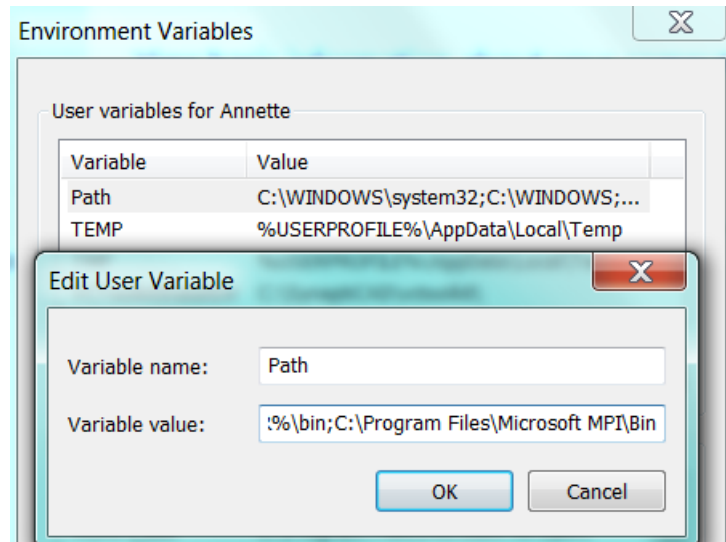 Environment Variables
User variables for Annette
Variable Value
Path C:\WINDOWS\system32;C:\WINDOWS;...
TEMP %USERPROFILE%\AppData\Local\Temp
Edit User Variable
Variable name: Path
Variable value: %\bin;C:\Program Files\Microsoft MPI\Bin
OK Cancel